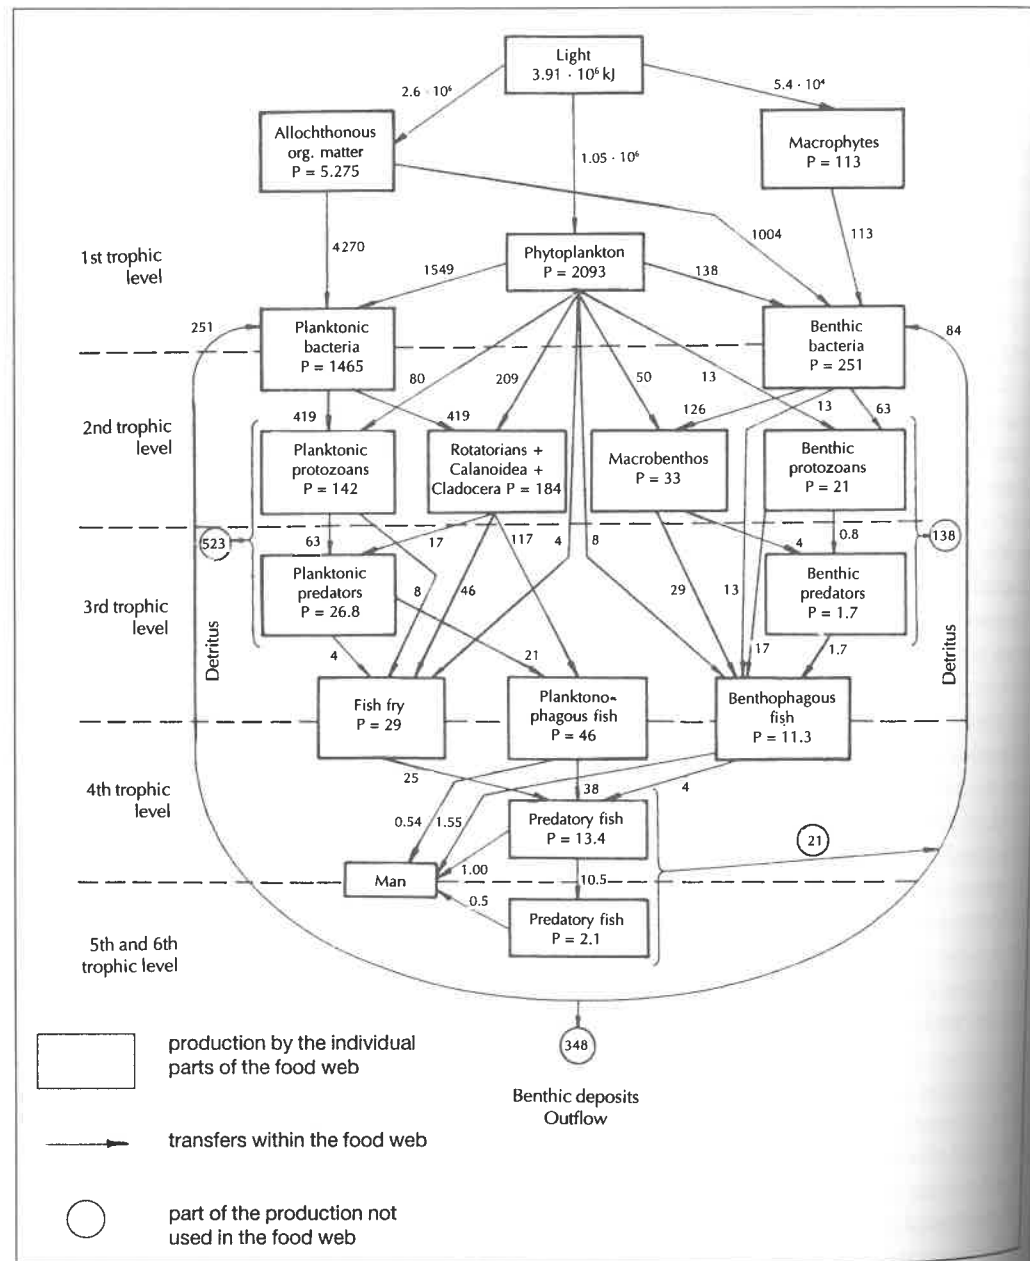 Light
3.91 · 10⁶ kJ
2.6 · 10⁶
5.4 · 10⁴
Allochthonous
org. matter
P = 5.275
1.05 · 10⁶
Macrophytes
P = 113
4270
1004
113
1st trophic
level
1549
Phytoplankton
P = 2093
138
251
Planktonic
bacteria
P = 1465
Benthic
bacteria
P = 251
84
80
209
50
13
13
63
419
419
126
2nd trophic
level
Planktonic
protozoans
P = 142
Rotatorians +
Calanoidea +
Cladocera P = 184
Macrobenthos
P = 33
Benthic
protozoans
P = 21
523
63
17
117
4
8
4
0.8
138
3rd trophic
level
Planktonic
predators
P = 26.8
8
46
29
13
Benthic
predators
P = 1.7
Detritus
4
21
17
1.7
Detritus
Fish fry
P = 29
Planktono-
phagous fish
P = 46
Benthophagous
fish
P = 11.3
4th trophic
level
25
38
4
0.54
1.55
Predatory fish
P = 13.4
21
Man
1.00
10.5
0.5
Predatory fish
P = 2.1
5th and 6th
trophic level
348
Benthic deposits
Outflow
production by the individual
parts of the food web
transfers within the food web
part of the production not
used in the food web